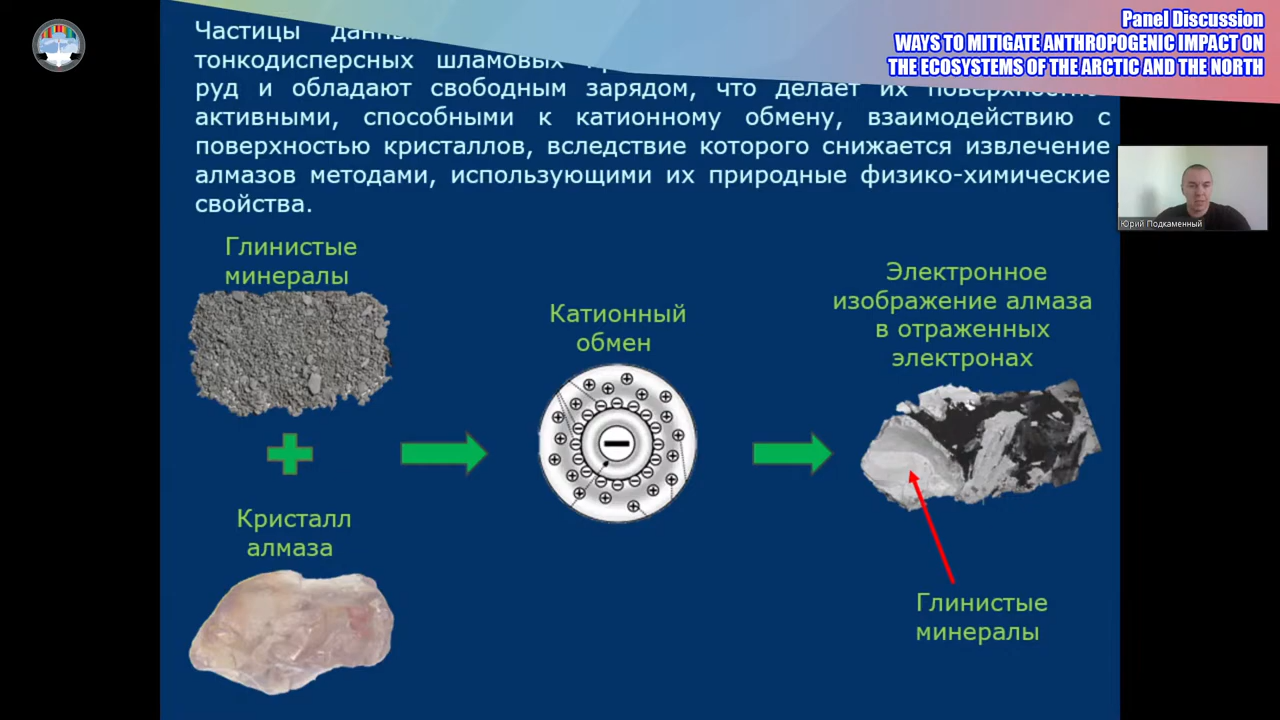 Panel Discussion
WAYS TO MITIGATE ANTHROPOGENIC IMPACT ON
THE ECOSYSTEMS OF THE ARCTIC AND THE NORTH
Частицы
тонкодисперсных шламовых
руд и обладают свободным зарядом, что делает их поверхностно-
активными, способными к катионному обмену, взаимодействию с
поверхностью кристаллов, вследствие которого снижается извлечение
алмазов методами, использующими их природные физико-химические
свойства.
Юрий Подкаменный
Глинистые
минералы
Катионный
обмен
Электронное
изображение алмаза
в отраженных
электронах
Кристалл
алмаза
Глинистые
минералы